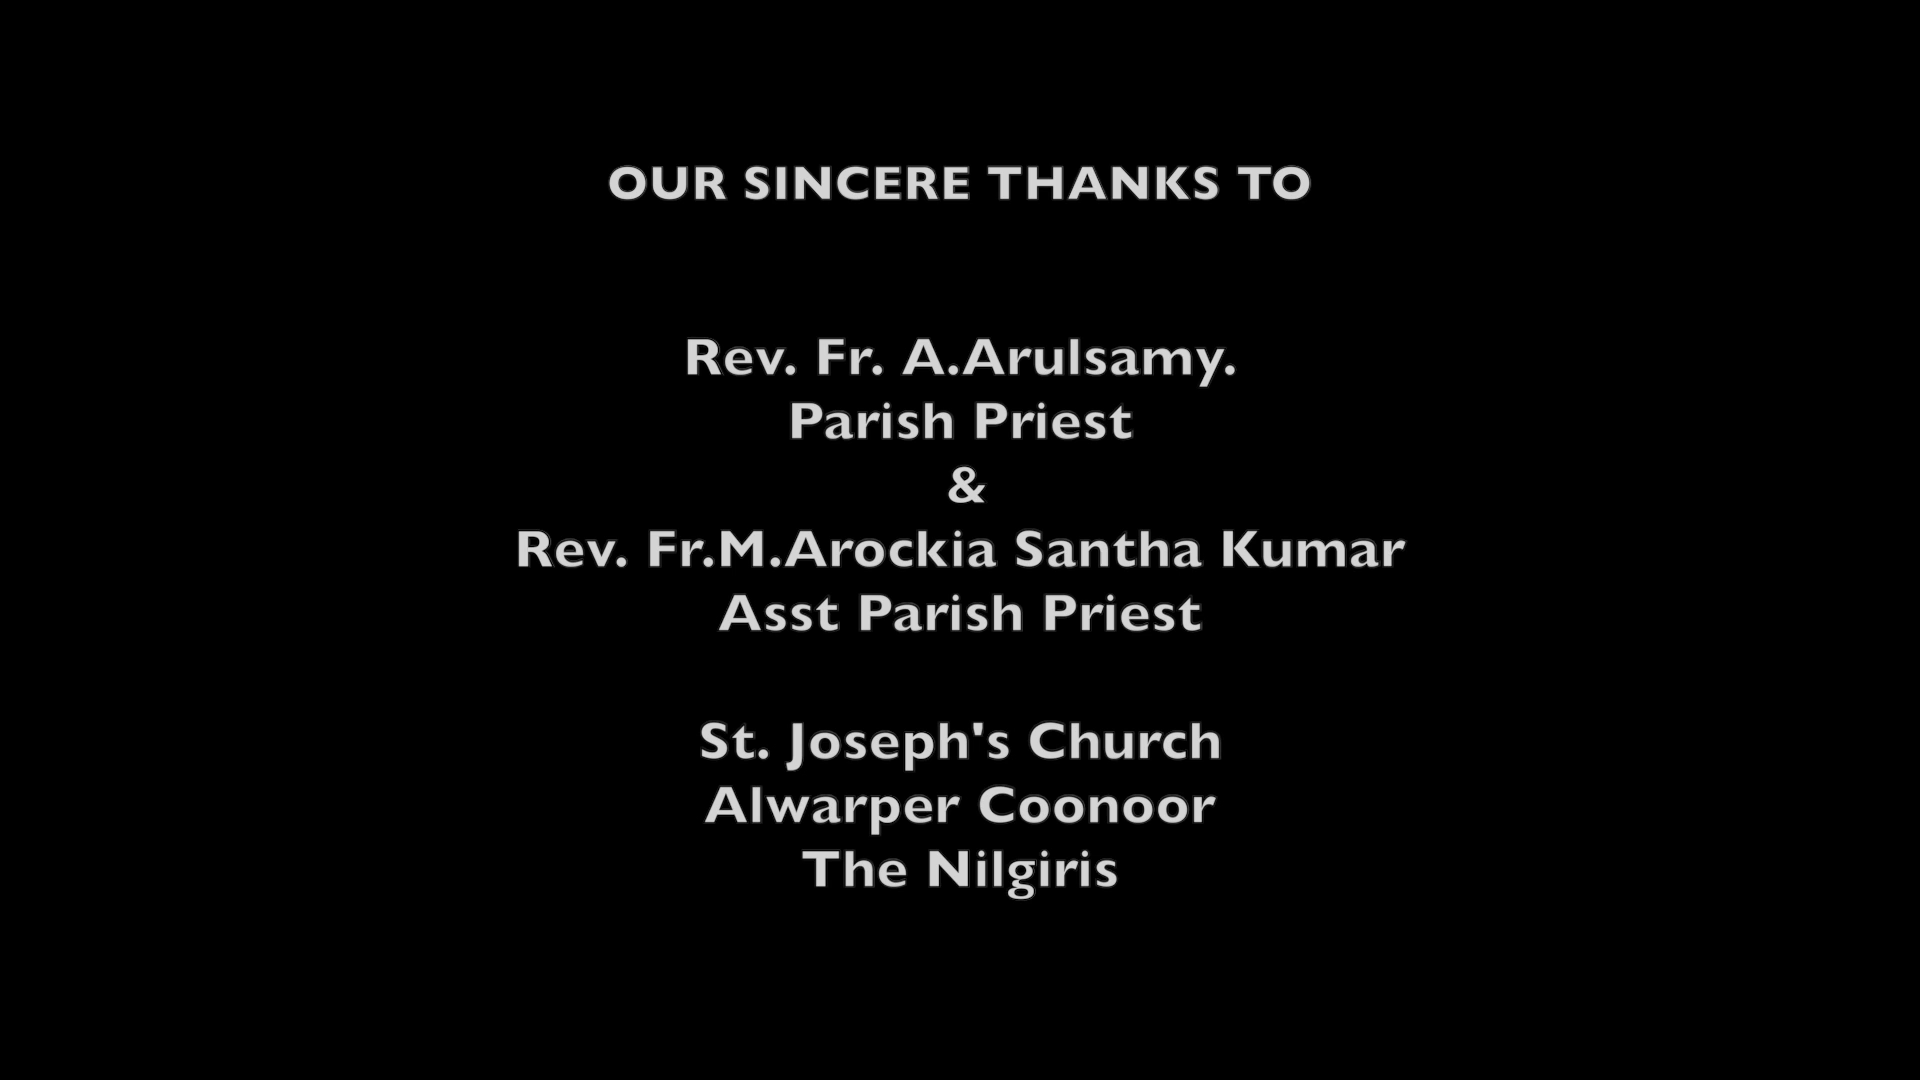 OUR SINCERE THANKS TO
Rev. Fr. A.Arulsamy.
Parish Priest
&
Rev. Fr.M.Arockia Santha Kumar
Asst Parish Priest
St. Joseph's Church
Alwarper Coonoor
The Nilgiris